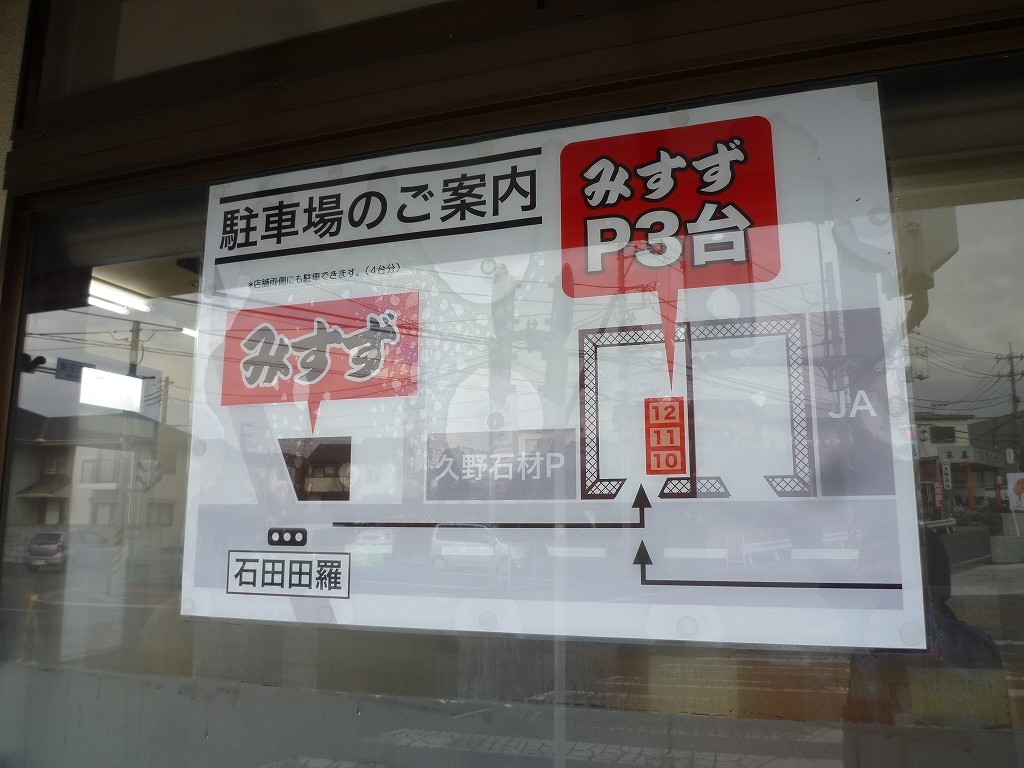 駐車場のご案内
*店舗両側にも駐車できます。(4台分)
みすず
P3台
みすず
12
11
10
JA
久野石材P
石田田羅